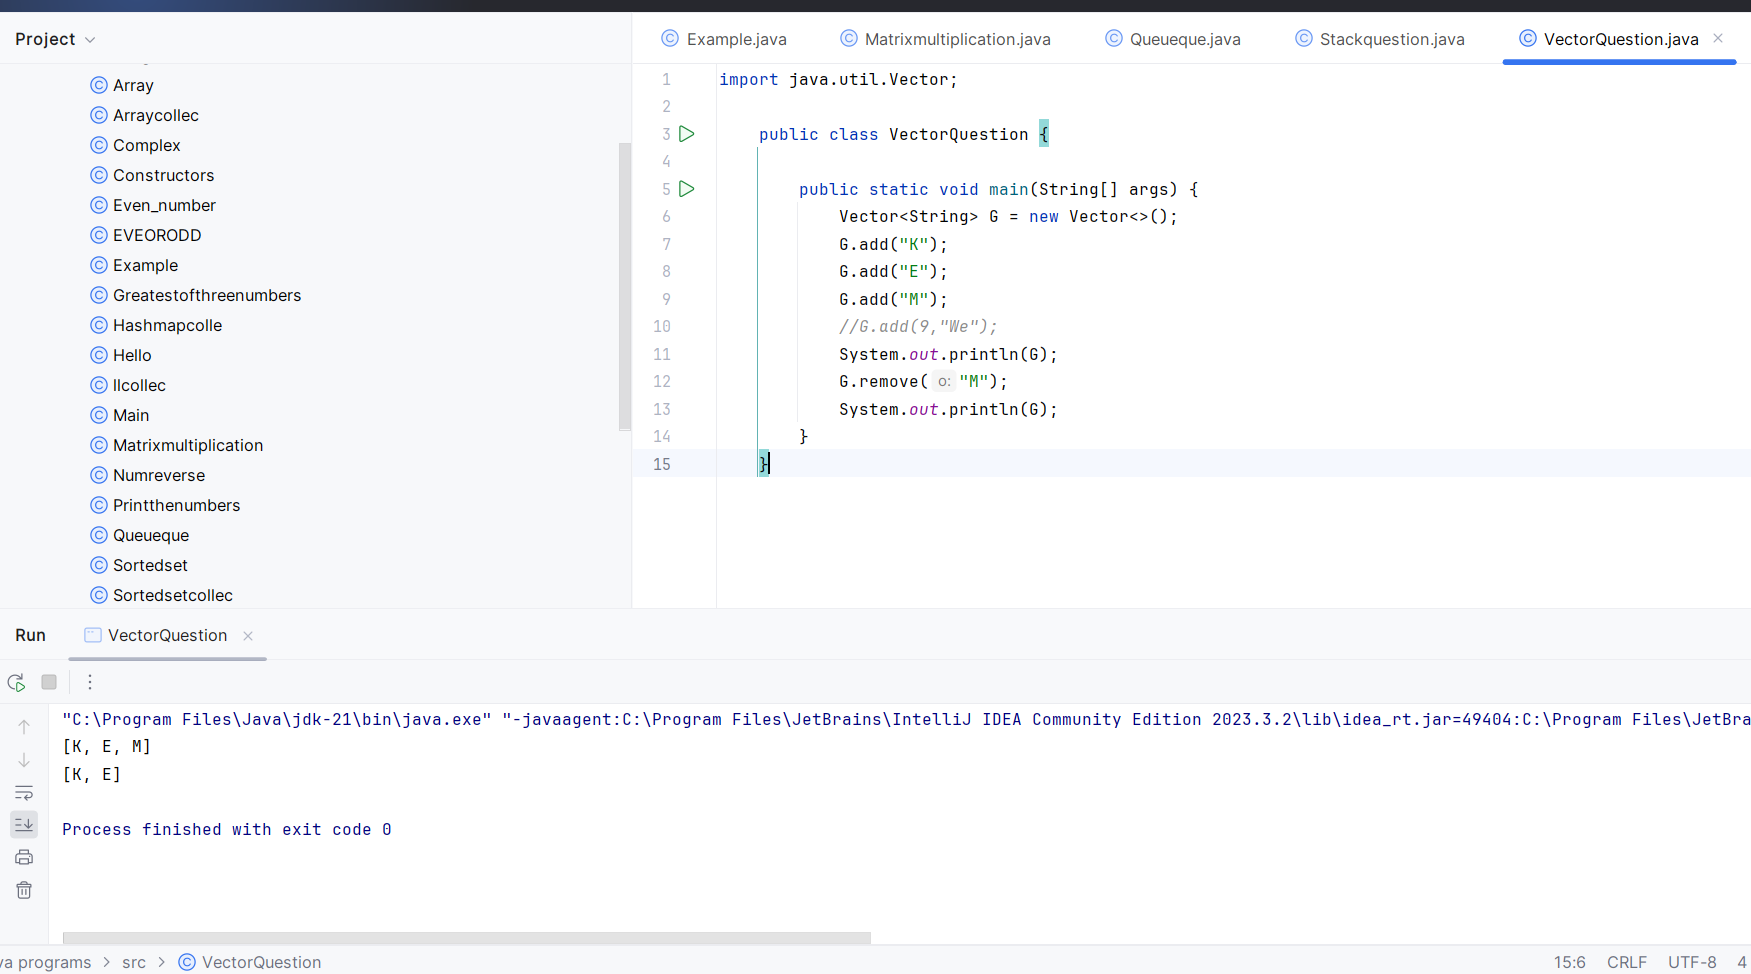 Project
Array
Arraycollec
Complex
Constructors
Even_number
EVEORODD
Example
Greatestofthreenumbers
Hashmapcolle
Hello
llcollec
Main
Matrixmultiplication
Numreverse
Printthenumbers
Queueque
Sortedset
Sortedsetcollec
Example.java Matrixmultiplication.java Queueque.java Stackquestion.java VectorQuestion.java
1 import java.util.Vector;
2
3 public class VectorQuestion {
4
5 public static void main(String[] args) {
6 Vector<String> G = new Vector<>();
7 G.add("K");
8 G.add("E");
9 G.add("M");
10 //G.add(9,"We");
11 System.out.println(G);
12 G.remove( o: "M");
13 System.out.println(G);
14 }
15 }
Run VectorQuestion
"C:\Program Files\Java\jdk-21\bin\java.exe" "-javaagent:C:\Program Files\JetBrains\IntelliJ IDEA Community Edition 2023.3.2\lib\idea_rt.jar=49404:C:\Program Files\JetBra
[K, E, M]
[K, E]
Process finished with exit code 0
va programs > src > VectorQuestion
15:6 CRLF UTF-8 4